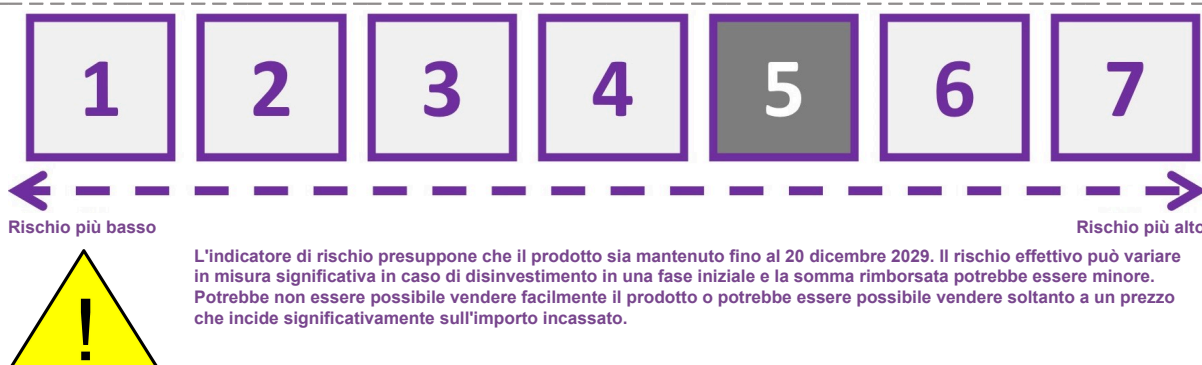 1 2 3 4 5 6 7
Rischio più basso Rischio più alto
L'indicatore di rischio presuppone che il prodotto sia mantenuto fino al 20 dicembre 2029. Il rischio effettivo può variare
in misura significativa in caso di disinvestimento in una fase iniziale e la somma rimborsata potrebbe essere minore.
Potrebbe non essere possibile vendere facilmente il prodotto o potrebbe essere possibile vendere soltanto a un prezzo
che incide significativamente sull'importo incassato.
!